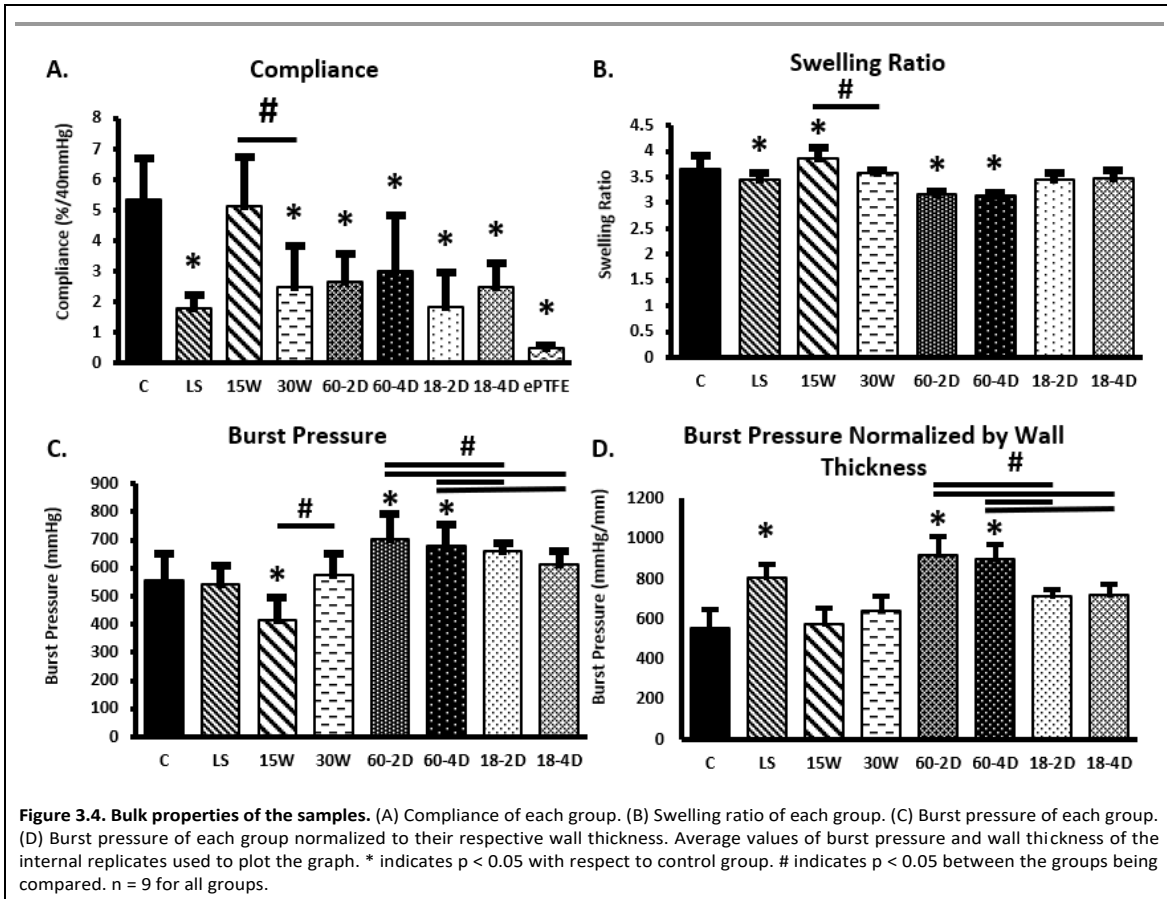 A.
Compliance
#
Compliance (%/40mmHg)
8
7
6
5
4
3
2
1
0
* * * * * * *
C LS 15W 30W 60-2D 60-4D 18-2D 18-4D ePTFE
B.
Swelling Ratio
#
Swelling Ratio
4.5
4
3.5
3
2.5
2
1.5
1
0.5
0
* * * *
C LS 15W 30W 60-2D 60-4D 18-2D 18-4D
C.
Burst Pressure
#
#
Burst Pressure (mmHg)
900
800
700
600
500
400
300
200
100
0
* * *
C LS 15W 30W 60-2D 60-4D 18-2D 18-4D
D.
Burst Pressure Normalized by Wall
Thickness
#
Burst Pressure (mmHg/mm)
1200
1000
800
600
400
200
0
* * *
C LS 15W 30W 60-2D 60-4D 18-2D 18-4D
Figure 3.4. Bulk properties of the samples. (A) Compliance of each group. (B) Swelling ratio of each group. (C) Burst pressure of each group.
(D) Burst pressure of each group normalized to their respective wall thickness. Average values of burst pressure and wall thickness of the
internal replicates used to plot the graph. * indicates p < 0.05 with respect to control group. # indicates p < 0.05 between the groups being
compared. n = 9 for all groups.